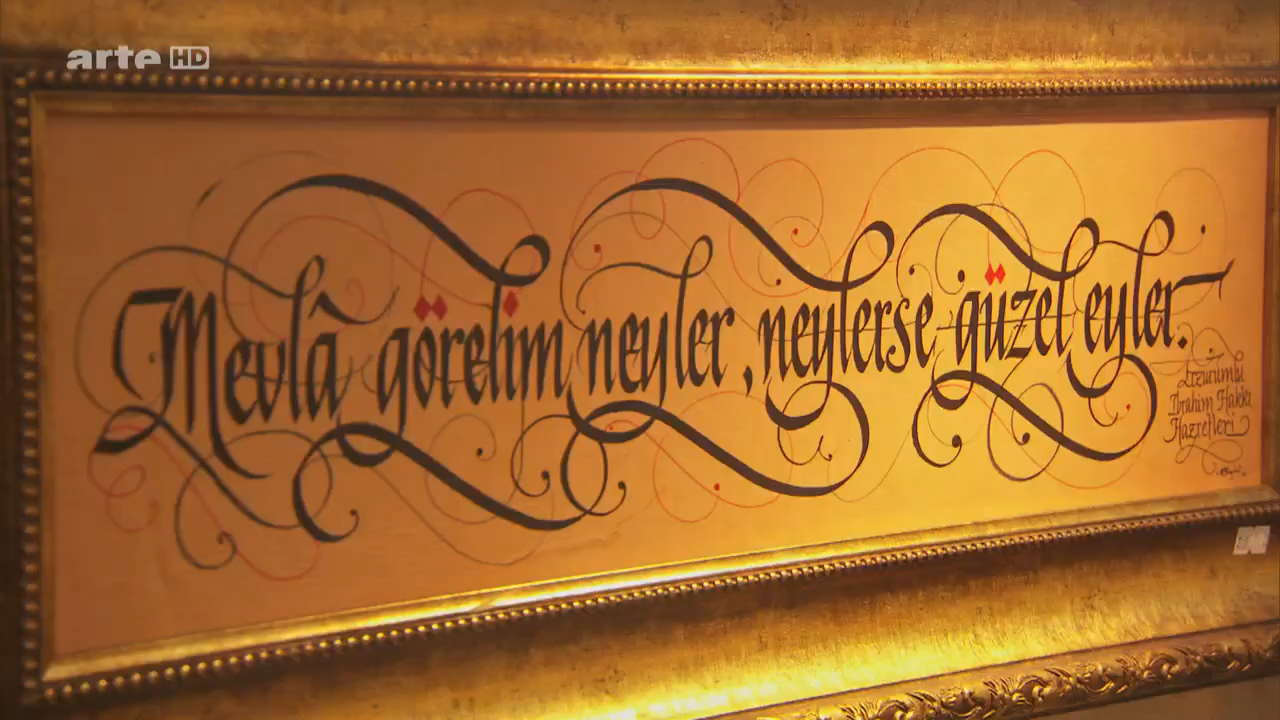 arte HD
Mevlâ görelim neyler, neylerse güzel eyler.
Erzurumlu
İbrahim Hakkı
Hazretleri